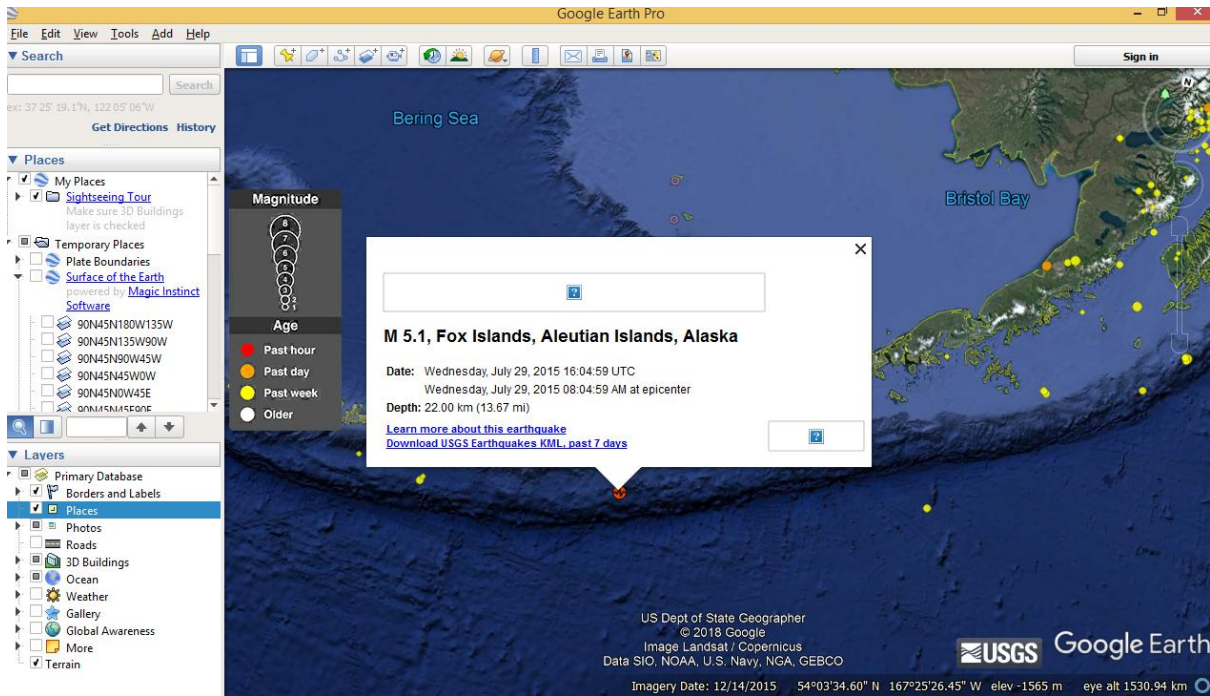 Google Earth Pro
File Edit View Tools Add Help
Search
Sign in
Search
ex: 37 25' 19.1"N, 122 05' 06"W
Get Directions History
Places
My Places
Sightseeing Tour
Make sure 3D Buildings
layer is checked
Temporary Places
Plate Boundaries
Surface of the Earth
powered by Magic Instinct
Software
90N45N180W135W
90N45N135W90W
90N45N90W45W
90N45N45W0W
90N45N0W45E
90N45N45E90E
Layers
Primary Database
Borders and Labels
Places
Photos
Roads
3D Buildings
Ocean
Weather
Gallery
Global Awareness
More
Terrain
Bering Sea
Bristol Bay
N
Magnitude
8
7
6
5
4
3
2
1
Age
Past hour
Past day
Past week
Older
M 5.1, Fox Islands, Aleutian Islands, Alaska
Date: Wednesday, July 29, 2015 16:04:59 UTC
Wednesday, July 29, 2015 08:04:59 AM at epicenter
Depth: 22.00 km (13.67 mi)
Learn more about this earthquake
Download USGS Earthquakes KML, past 7 days
US Dept of State Geographer
© 2018 Google
Image Landsat / Copernicus
Data SIO, NOAA, U.S. Navy, NGA, GEBCO
USGS
Google Earth
Imagery Date: 12/14/2015 54°03'34.60" N 167°25'26.45" W elev -1565 m eye alt 1530.94 km